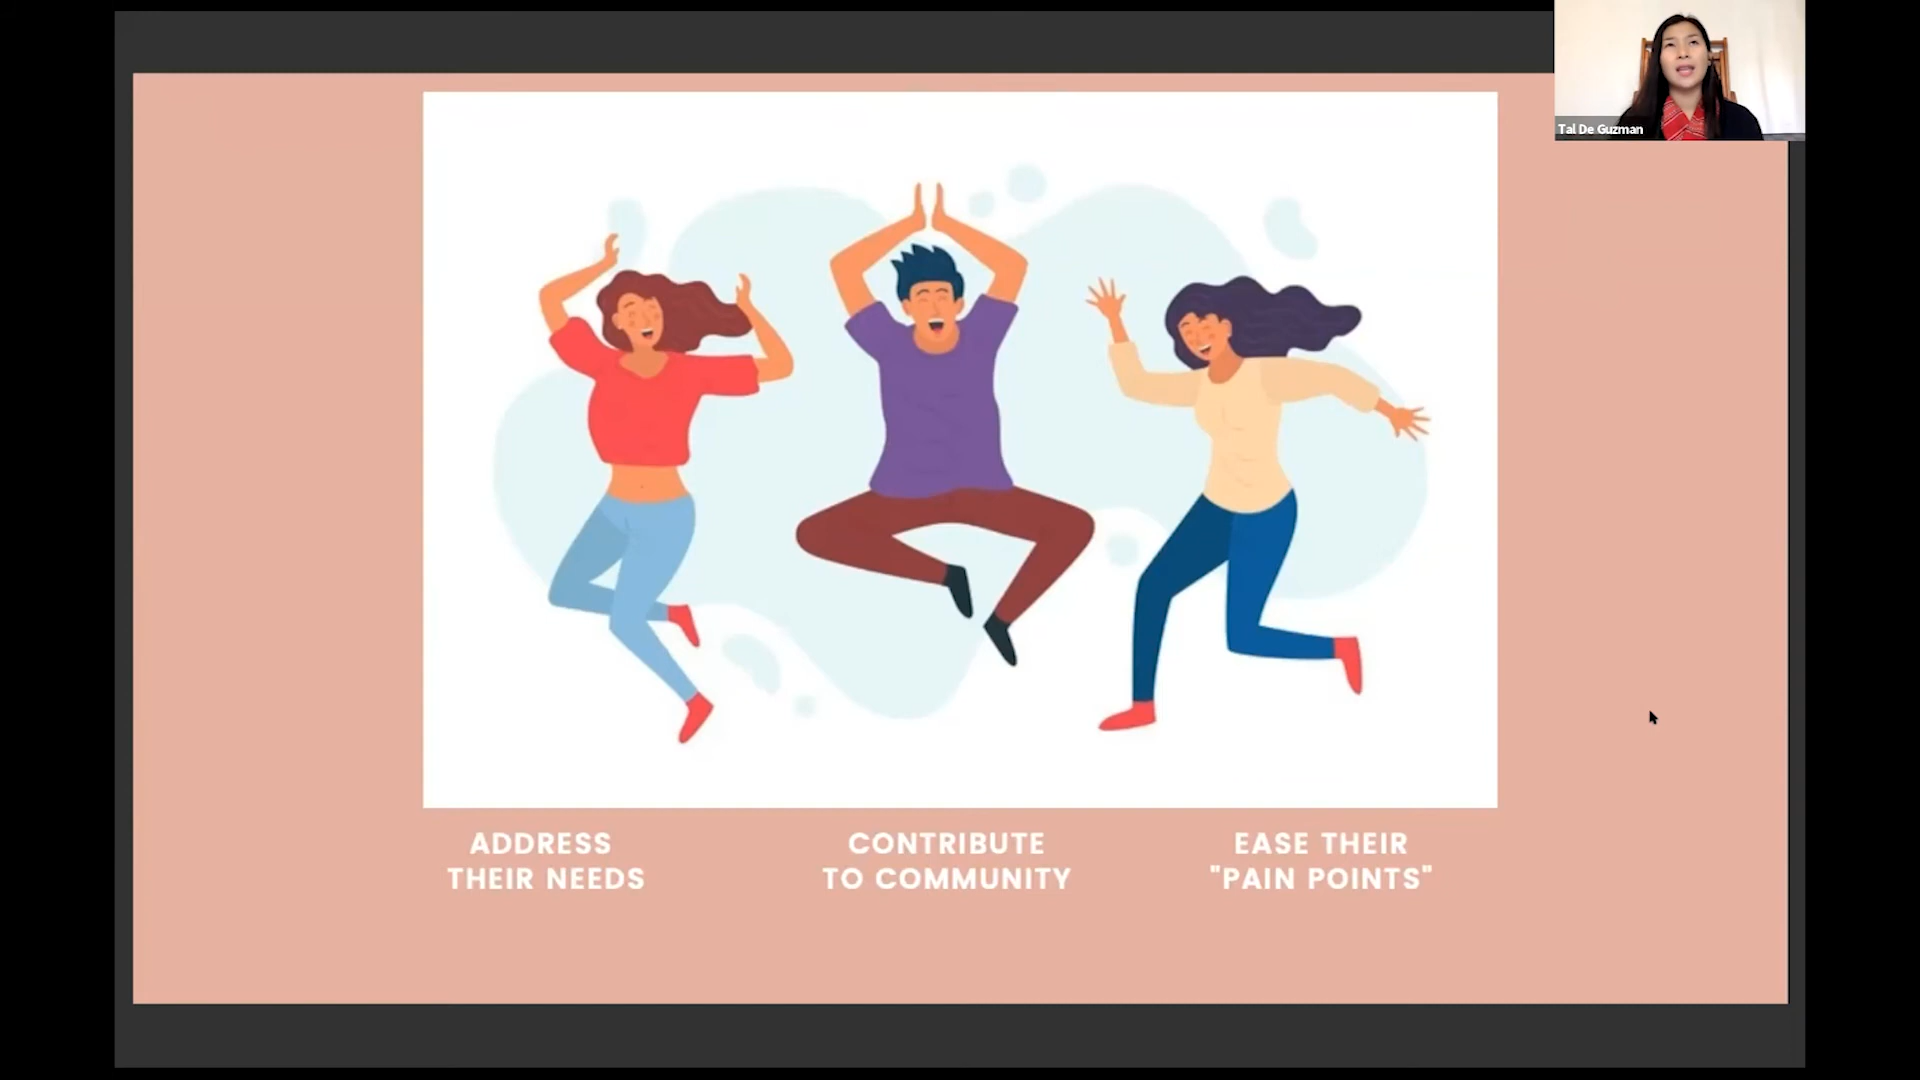 Tal De Guzman
ADDRESS
THEIR NEEDS
CONTRIBUTE
TO COMMUNITY
EASE THEIR
"PAIN POINTS"